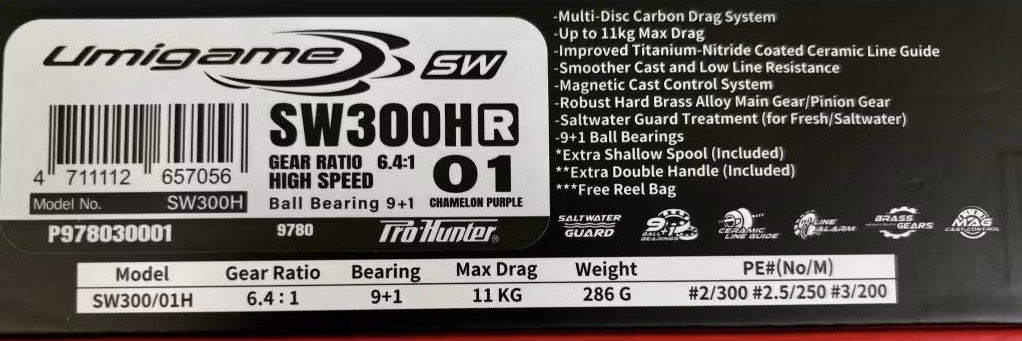 Umigame SW
SW300H R
GEAR RATIO 6.4:1
HIGH SPEED
01
Ball Bearing 9+1
CHAMELON PURPLE
4 711112 657056
Model No. SW300H
P978030001
9780
Pro Hunter®
-Multi-Disc Carbon Drag System
-Up to 11kg Max Drag
-Improved Titanium-Nitride Coated Ceramic Line Guide
-Smoother Cast and Low Line Resistance
-Magnetic Cast Control System
-Robust Hard Brass Alloy Main Gear/Pinion Gear
-Saltwater Guard Treatment (for Fresh/Saltwater)
-9+1 Ball Bearings
*Extra Shallow Spool (Included)
**Extra Double Handle (Included)
***Free Reel Bag
SALTWATER GUARD
9+1 BALL BEARINGS
CERAMIC LINE GUIDE
LINE ALARM
BRASS GEARS
MAG CAST CONTROL
Model Gear Ratio Bearing Max Drag Weight PE#(No/M)
SW300/01H 6.4:1 9+1 11 KG 286 G #2/300 #2.5/250 #3/200